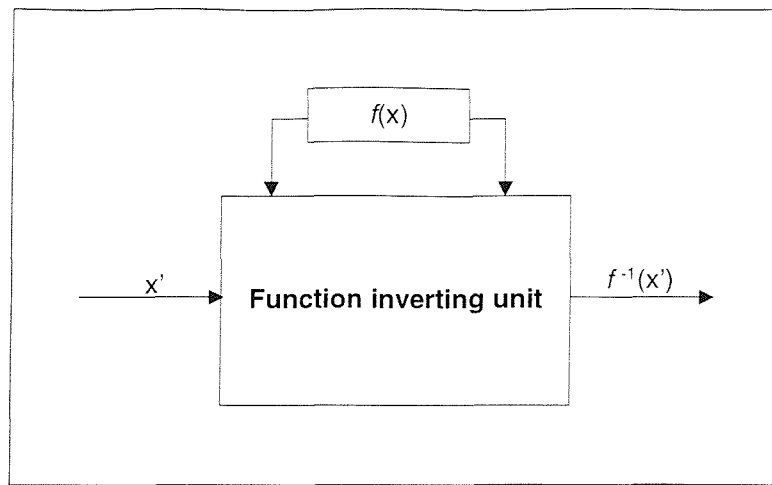 f(x)
x'
Function inverting unit
f⁻¹(x')